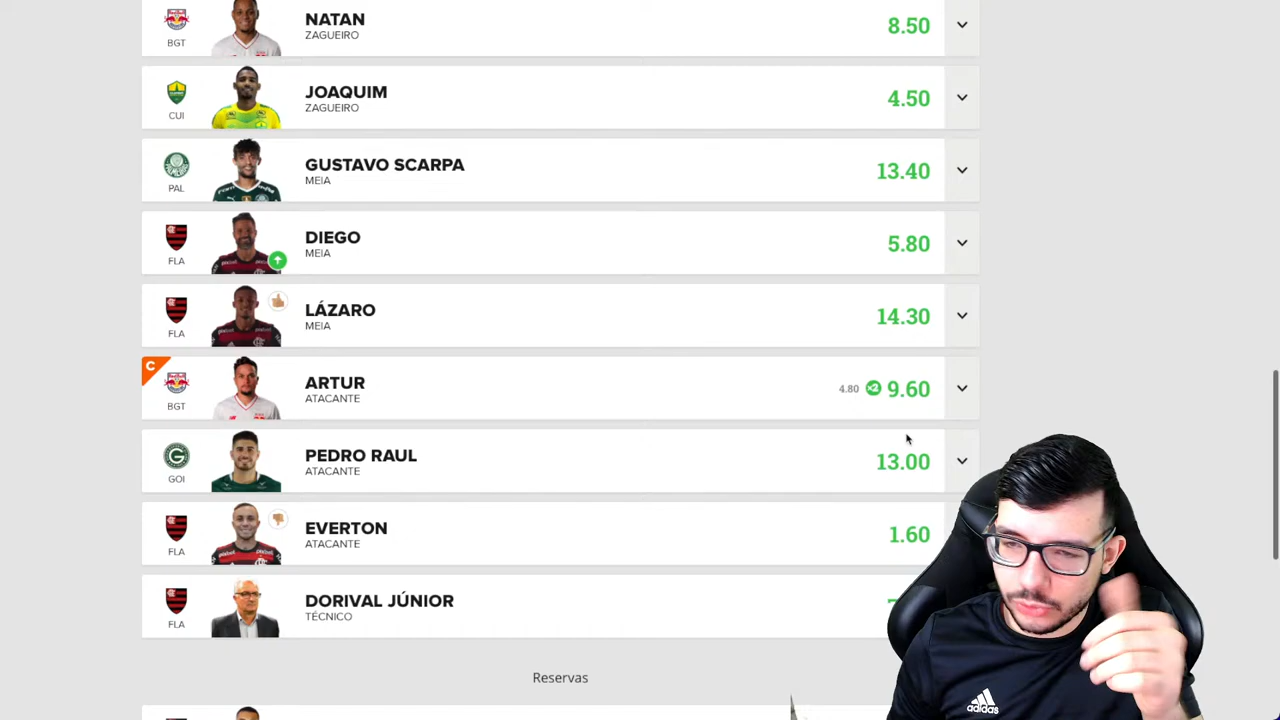 NATAN
ZAGUEIRO
BGT
8.50
JOAQUIM
ZAGUEIRO
CUI
4.50
GUSTAVO SCARPA
MEIA
PAL
13.40
DIEGO
MEIA
FLA
5.80
LÁZARO
MEIA
FLA
14.30
C
ARTUR
ATACANTE
BGT
4.80 x2 9.60
PEDRO RAUL
ATACANTE
GOI
13.00
EVERTON
ATACANTE
FLA
1.60
DORIVAL JÚNIOR
TÉCNICO
FLA
Reservas
adidas